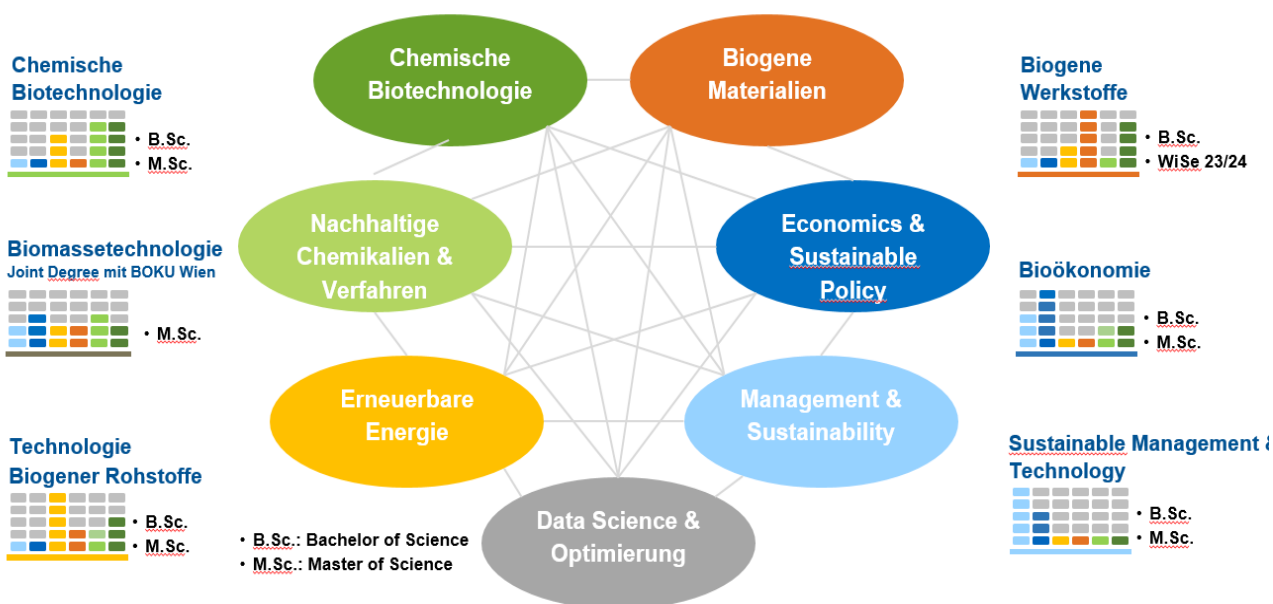 Chemische
Biotechnologie
• B.Sc.
• M.Sc.
Biomassetechnologie
Joint Degree mit BOKU Wien
• M.Sc.
Technologie
Biogener Rohstoffe
• B.Sc.
• M.Sc.
Chemische
Biotechnologie
Biogene
Materialien
Nachhaltige
Chemikalien &
Verfahren
Economics &
Sustainable
Policy
Erneuerbare
Energie
Management &
Sustainability
Data Science &
Optimierung
• B.Sc.: Bachelor of Science
• M.Sc.: Master of Science
Biogene
Werkstoffe
• B.Sc.
• WiSe 23/24
Bioökonomie
• B.Sc.
• M.Sc.
Sustainable Management &
Technology
• B.Sc.
• M.Sc.